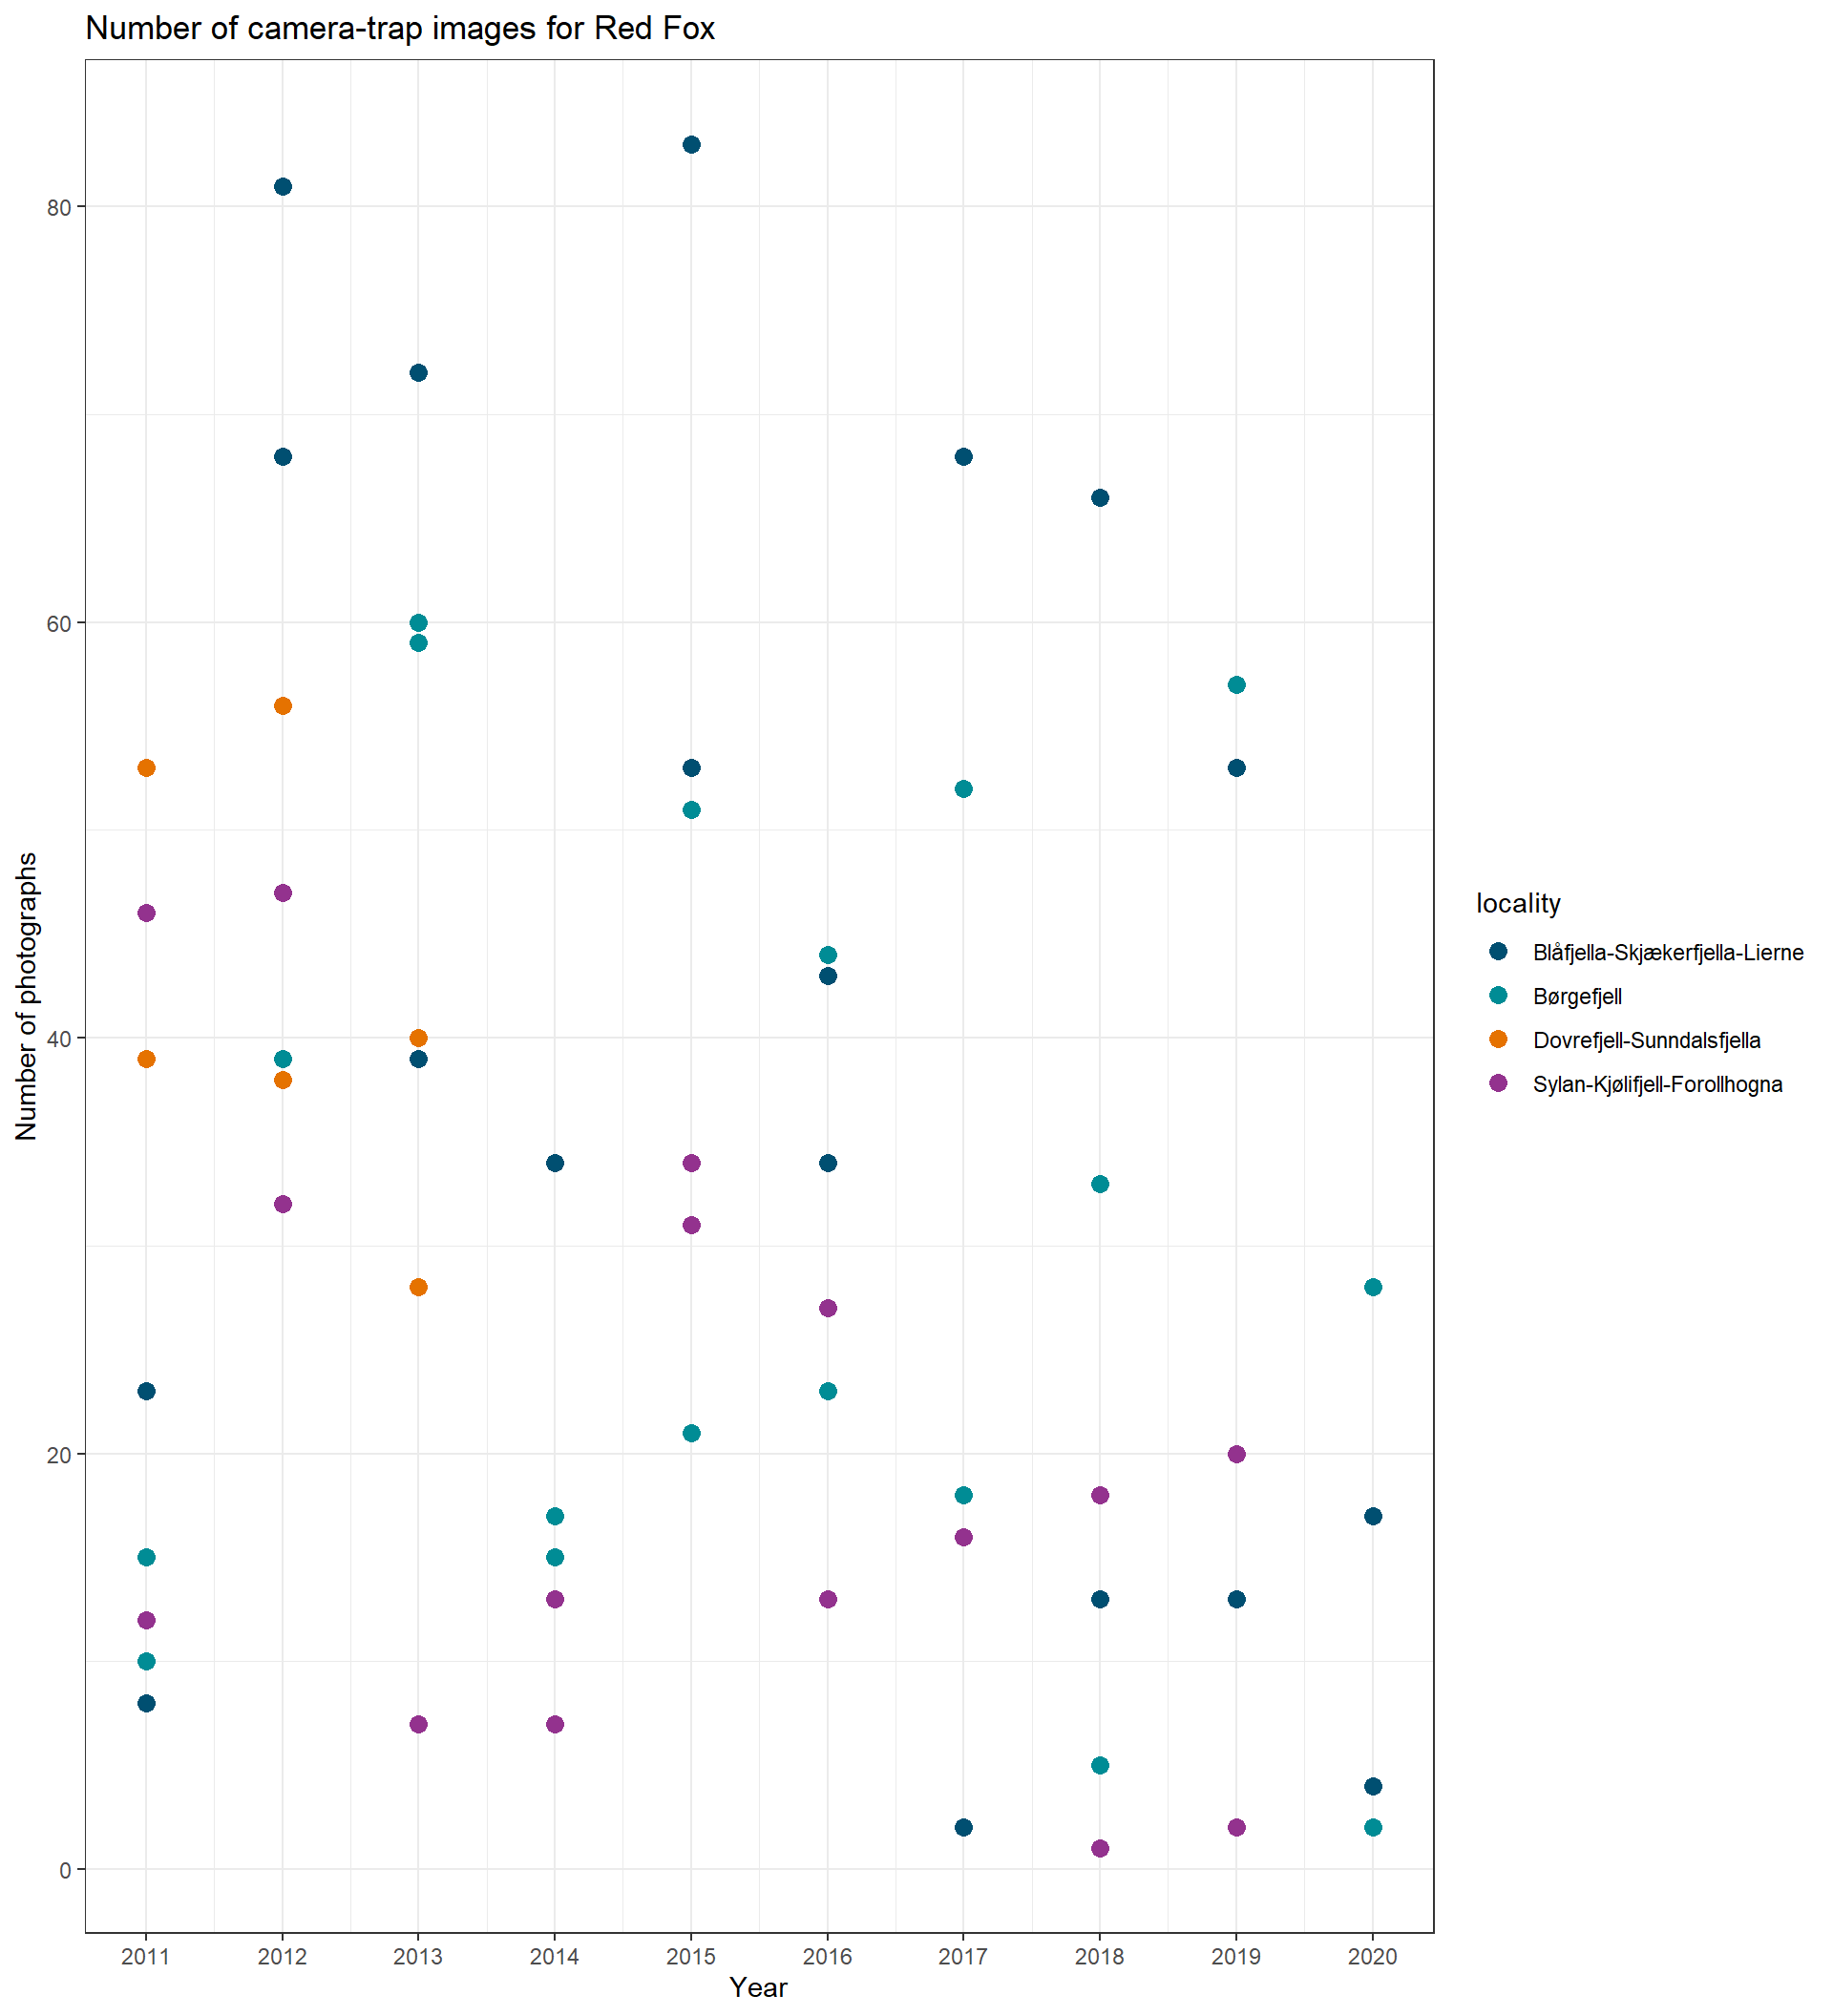 Number of camera-trap images for Red Fox
80
60
40
20
0
Number of photographs
2011 2012 2013 2014 2015 2016 2017 2018 2019 2020
Year
locality
Blåfjella-Skjækerfjella-Lierne
Børgefjell
Dovrefjell-Sunndalsfjella
Sylan-Kjølifjell-Forollhogna